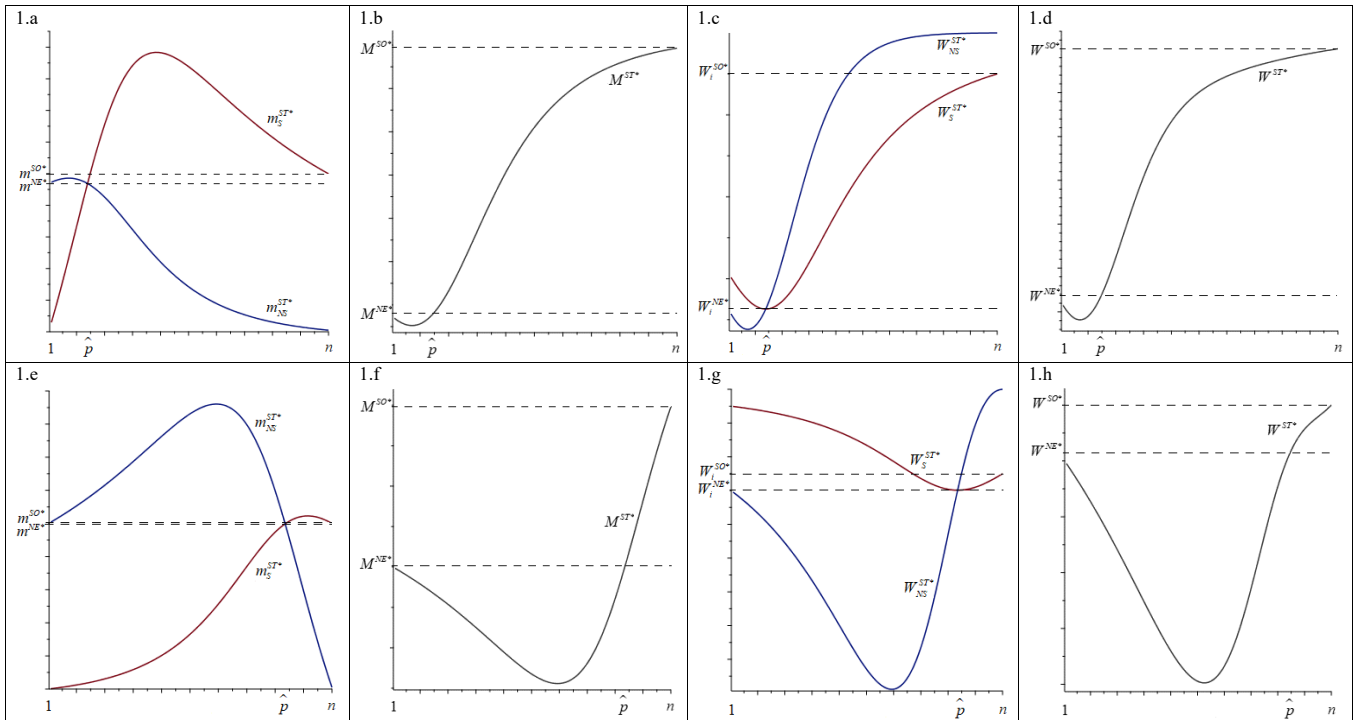 1.a
m_S^{ST*}
m^{SO*}
m^{NE*}
m_{NS}^{ST*}
1
p̂
n
1.b
M^{SO*}
M^{ST*}
M^{NE*}
1
p̂
n
1.c
W_{NS}^{ST*}
W_i^{SO*}
W_S^{ST*}
W_i^{NE*}
1
p̂
n
1.d
W^{SO*}
W^{ST*}
W^{NE*}
1
p̂
n
1.e
m_{NS}^{ST*}
m^{SO*}
m^{NE*}
m_S^{ST*}
1
p̂
n
1.f
M^{SO*}
M^{ST*}
M^{NE*}
1
p̂
n
1.g
W_S^{ST*}
W_i^{SO*}
W_i^{NE*}
W_{NS}^{ST*}
1
p̂
n
1.h
W^{SO*}
W^{ST*}
W^{NE*}
1
p̂
n